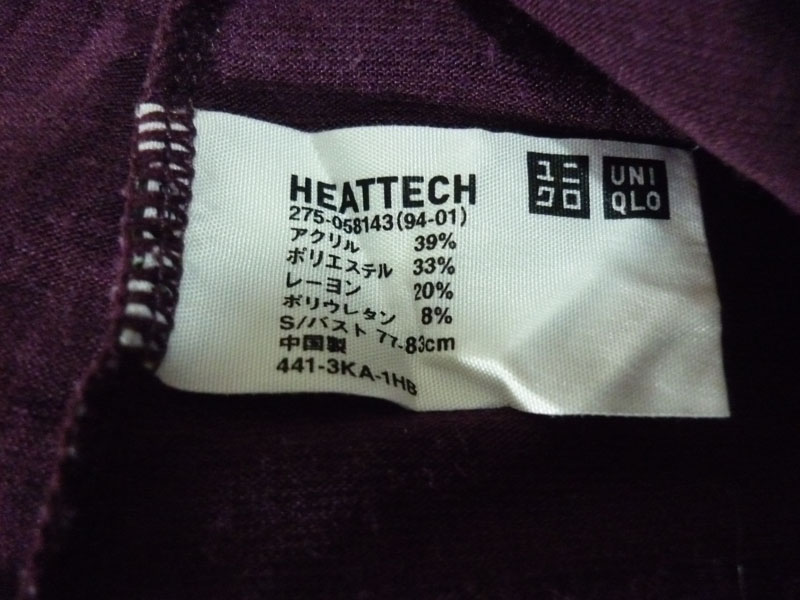 HEATTECH
275-058143(94-01)
アクリル 39%
ポリエステル 33%
レーヨン 20%
ポリウレタン 8%
S/バスト 77-83cm
中国製
441-3KA-1HB
ユニ
クロ
UNI
QLO